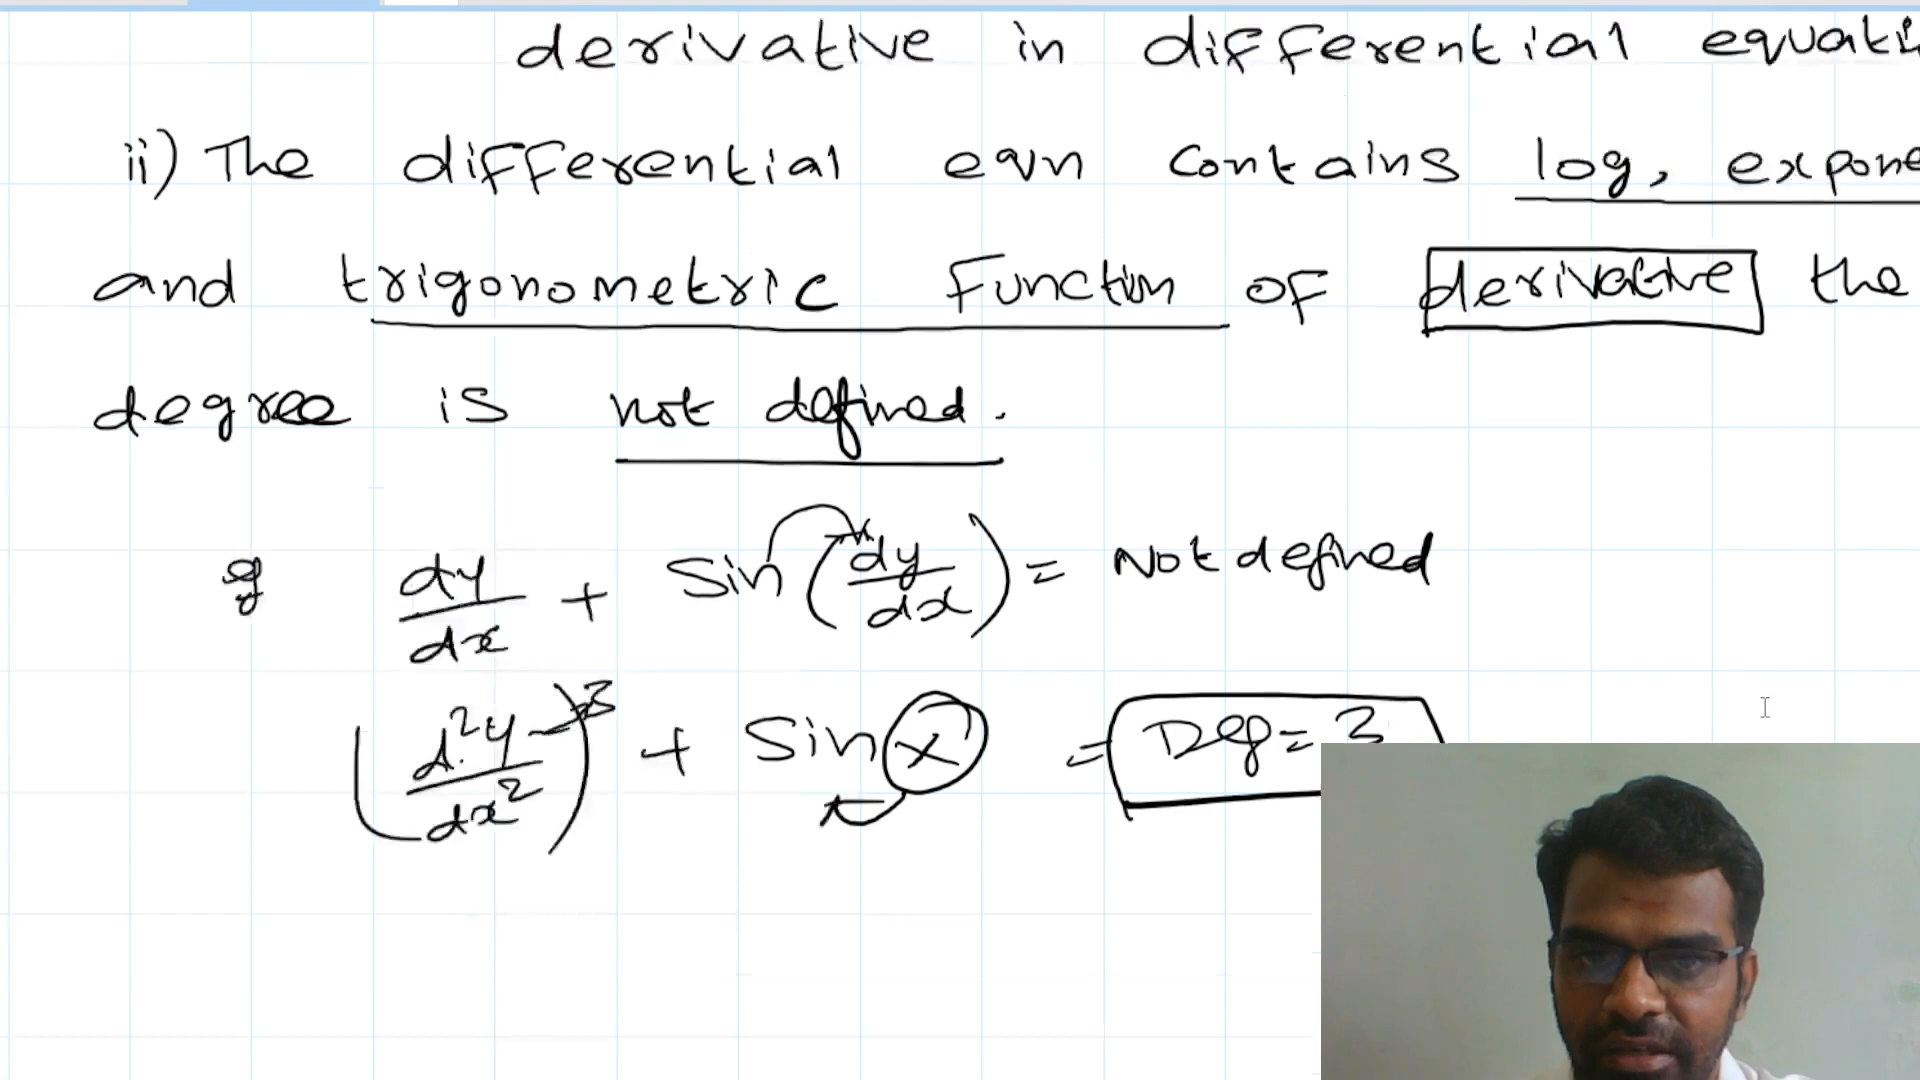 derivative in differential equati
ii) The differential eqn contains log, expone
and trigonometric Function of derivative the
degree is not defined.
eg dy/dx + Sin(dy/dx) = Not defined
(d²y/dx²)³ + Sin x = Deg = 3